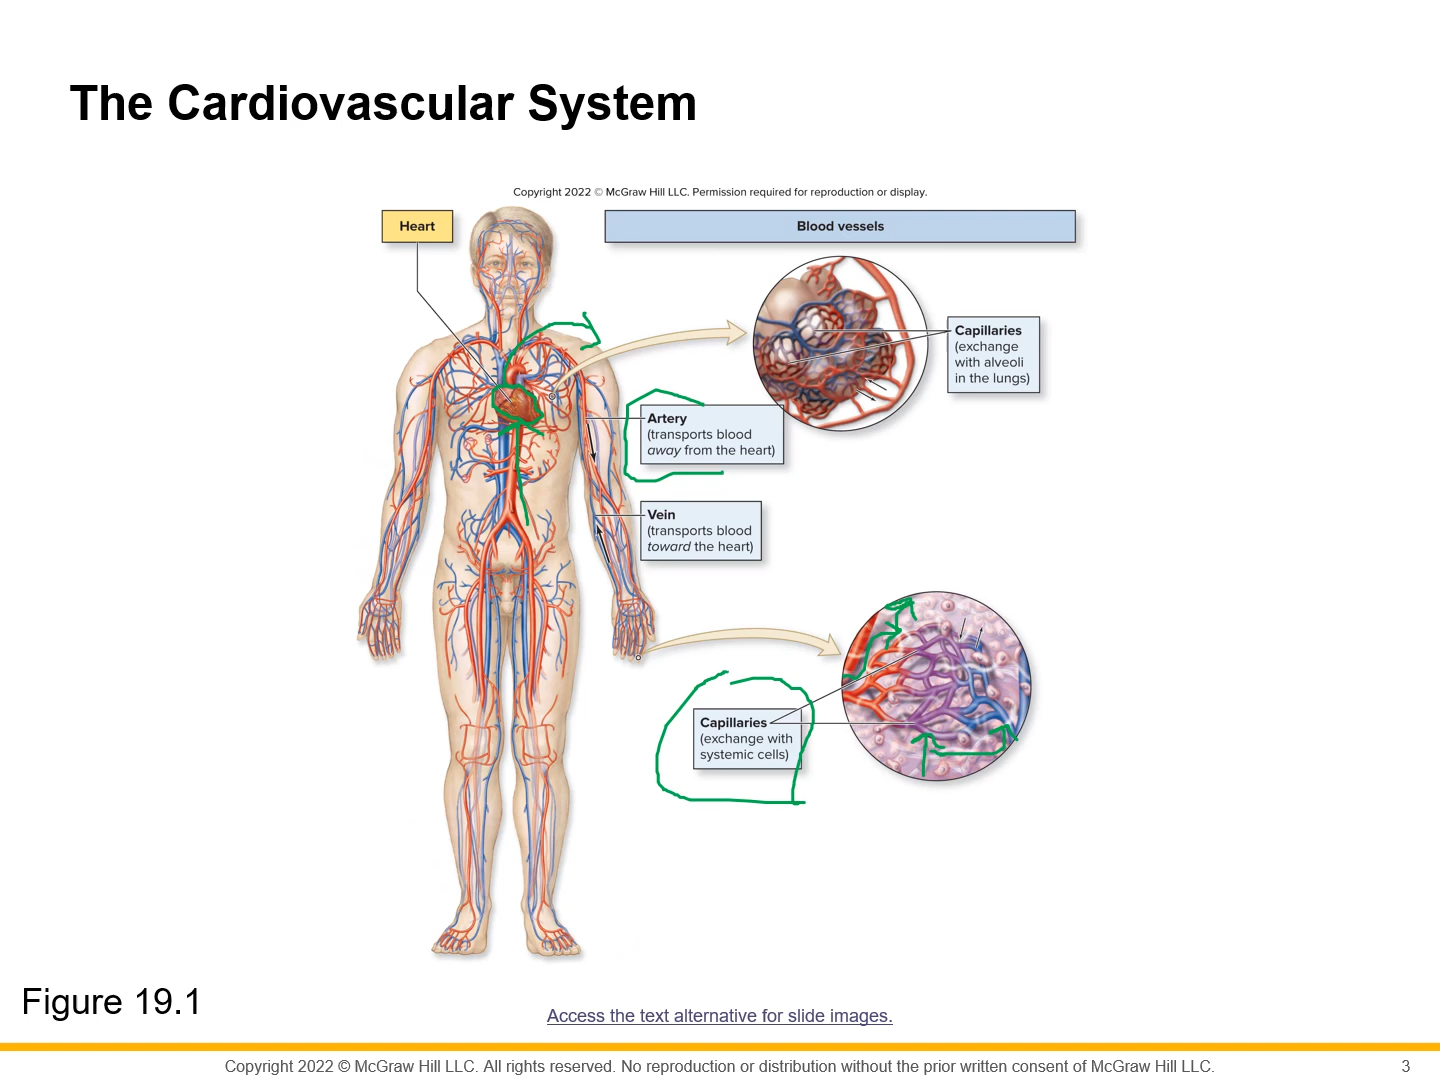 The Cardiovascular System
Copyright 2022 © McGraw Hill LLC. Permission required for reproduction or display.
Heart
Blood vessels
Capillaries
(exchange
with alveoli
in the lungs)
Artery
(transports blood
away from the heart)
Vein
(transports blood
toward the heart)
Capillaries
(exchange with
systemic cells)
Figure 19.1
Access the text alternative for slide images.
Copyright 2022 © McGraw Hill LLC. All rights reserved. No reproduction or distribution without the prior written consent of McGraw Hill LLC.
3